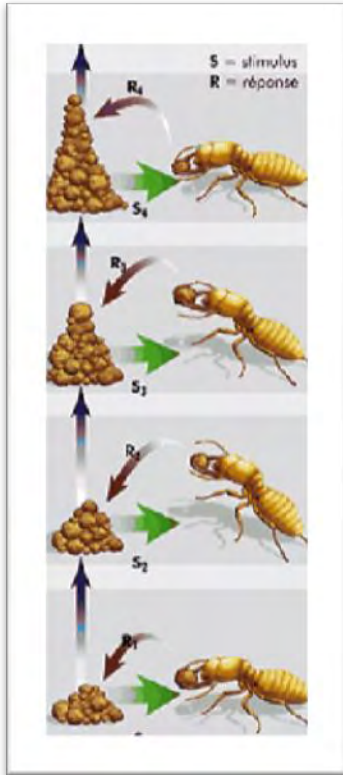 S = stimulus
R = réponse
R₄
S₄
R₃
S₃
R₂
S₂
R₁